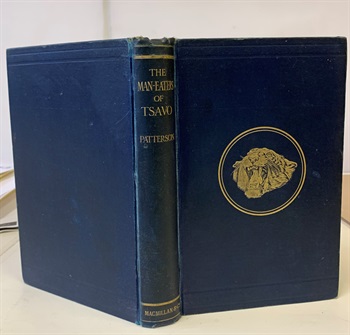 THE
MAN-EATERS
OF
TSAVO
PATTERSON
MACMILLAN &